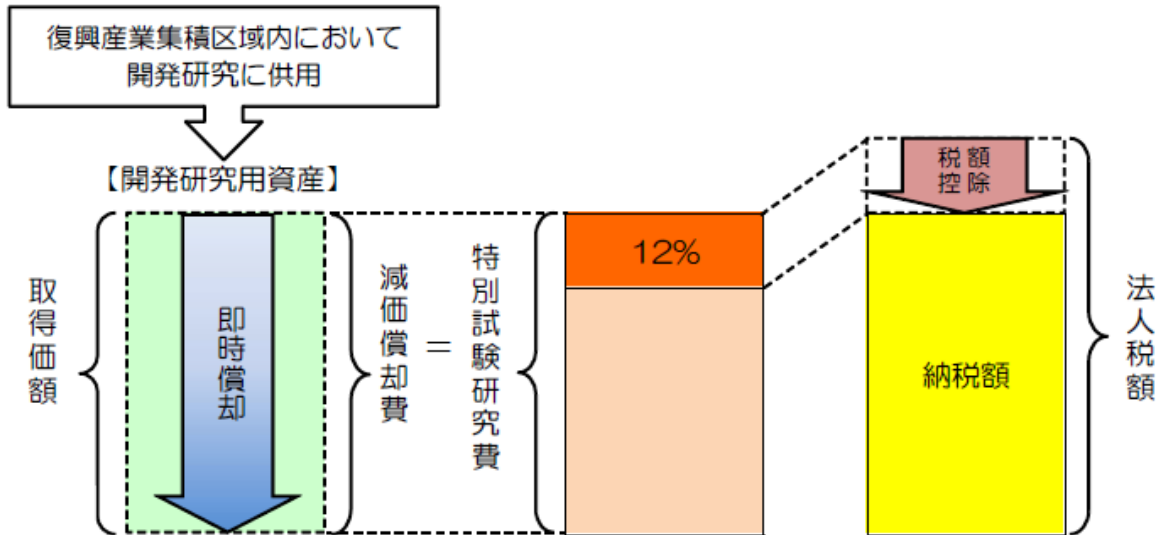 復興産業集積区域内において
開発研究に供用
【開発研究用資産】
取得価額
即時償却
減価償却費
＝
特別試験研究費
12%
税額
控除
納税額
法人税額